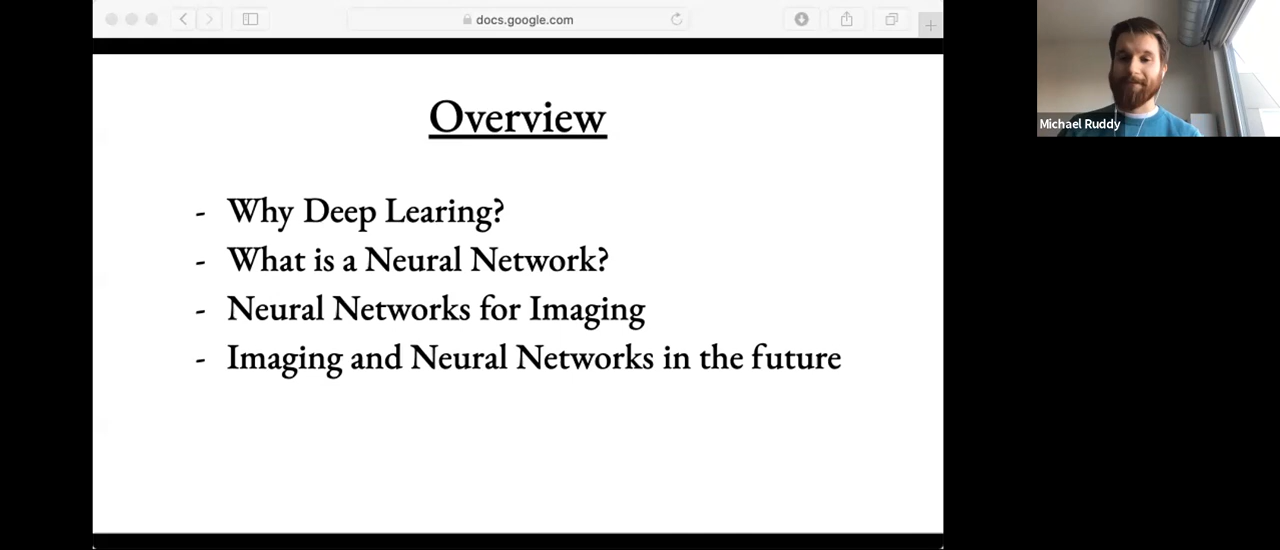 docs.google.com
Overview
- Why Deep Learing?
- What is a Neural Network?
- Neural Networks for Imaging
- Imaging and Neural Networks in the future
Michael Ruddy